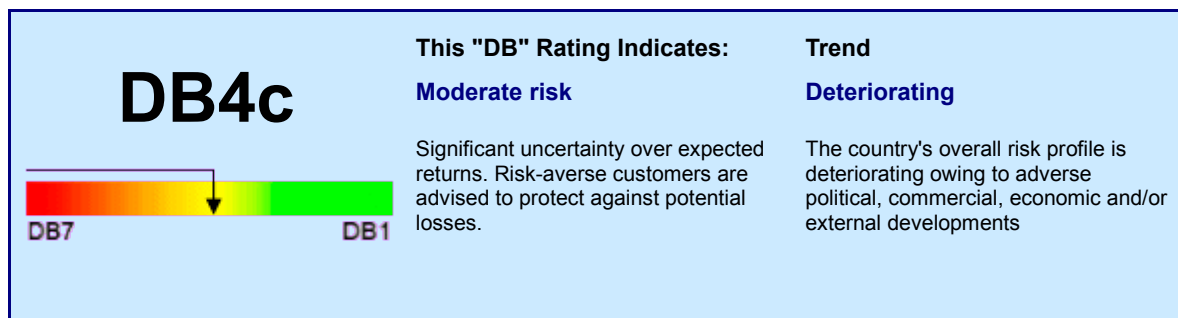 DB4c
DB7
DB1
This "DB" Rating Indicates:
Moderate risk
Significant uncertainty over expected
returns. Risk-averse customers are
advised to protect against potential
losses.
Trend
Deteriorating
The country's overall risk profile is
deteriorating owing to adverse
political, commercial, economic and/or
external developments